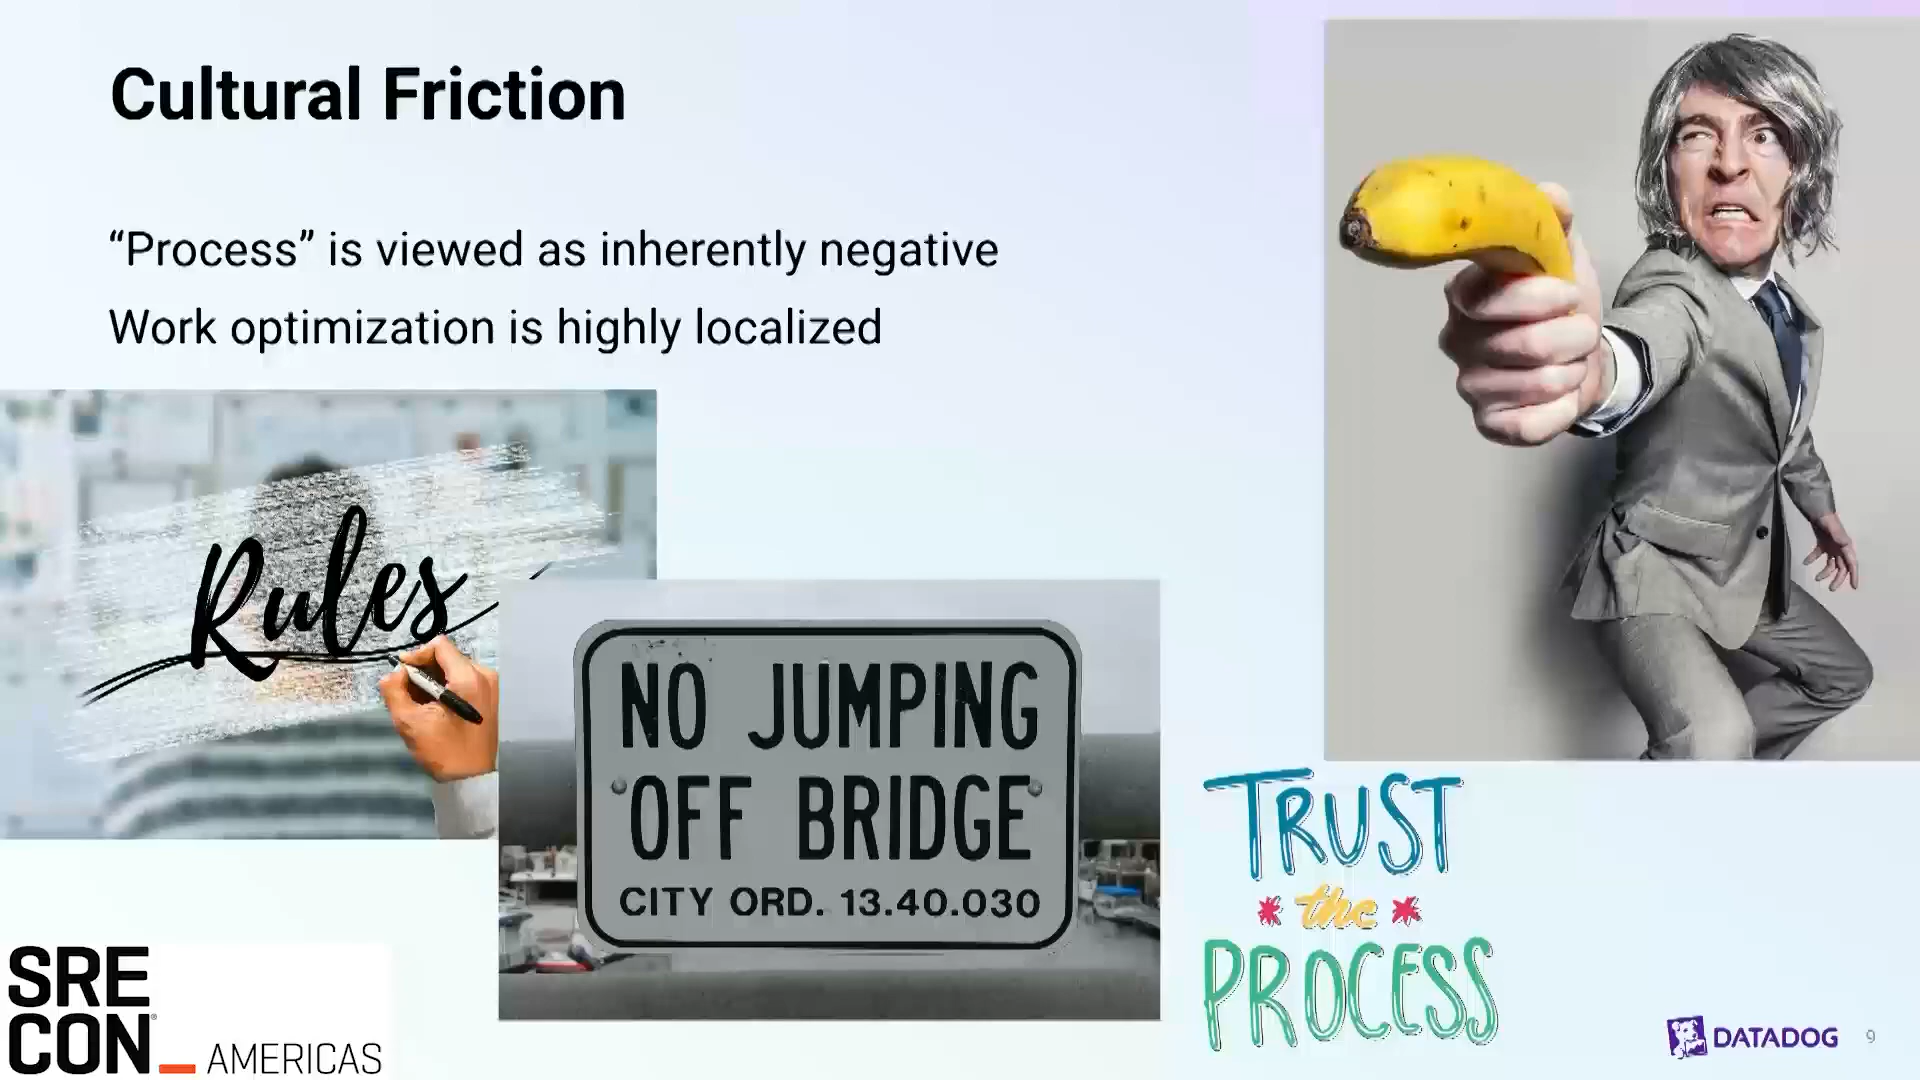 Cultural Friction
“Process” is viewed as inherently negative
Work optimization is highly localized
Rules
NO JUMPING
OFF BRIDGE
CITY ORD. 13.40.030
TRUST
* the *
PROCESS
SRE
CON® _ AMERICAS
DATADOG
9